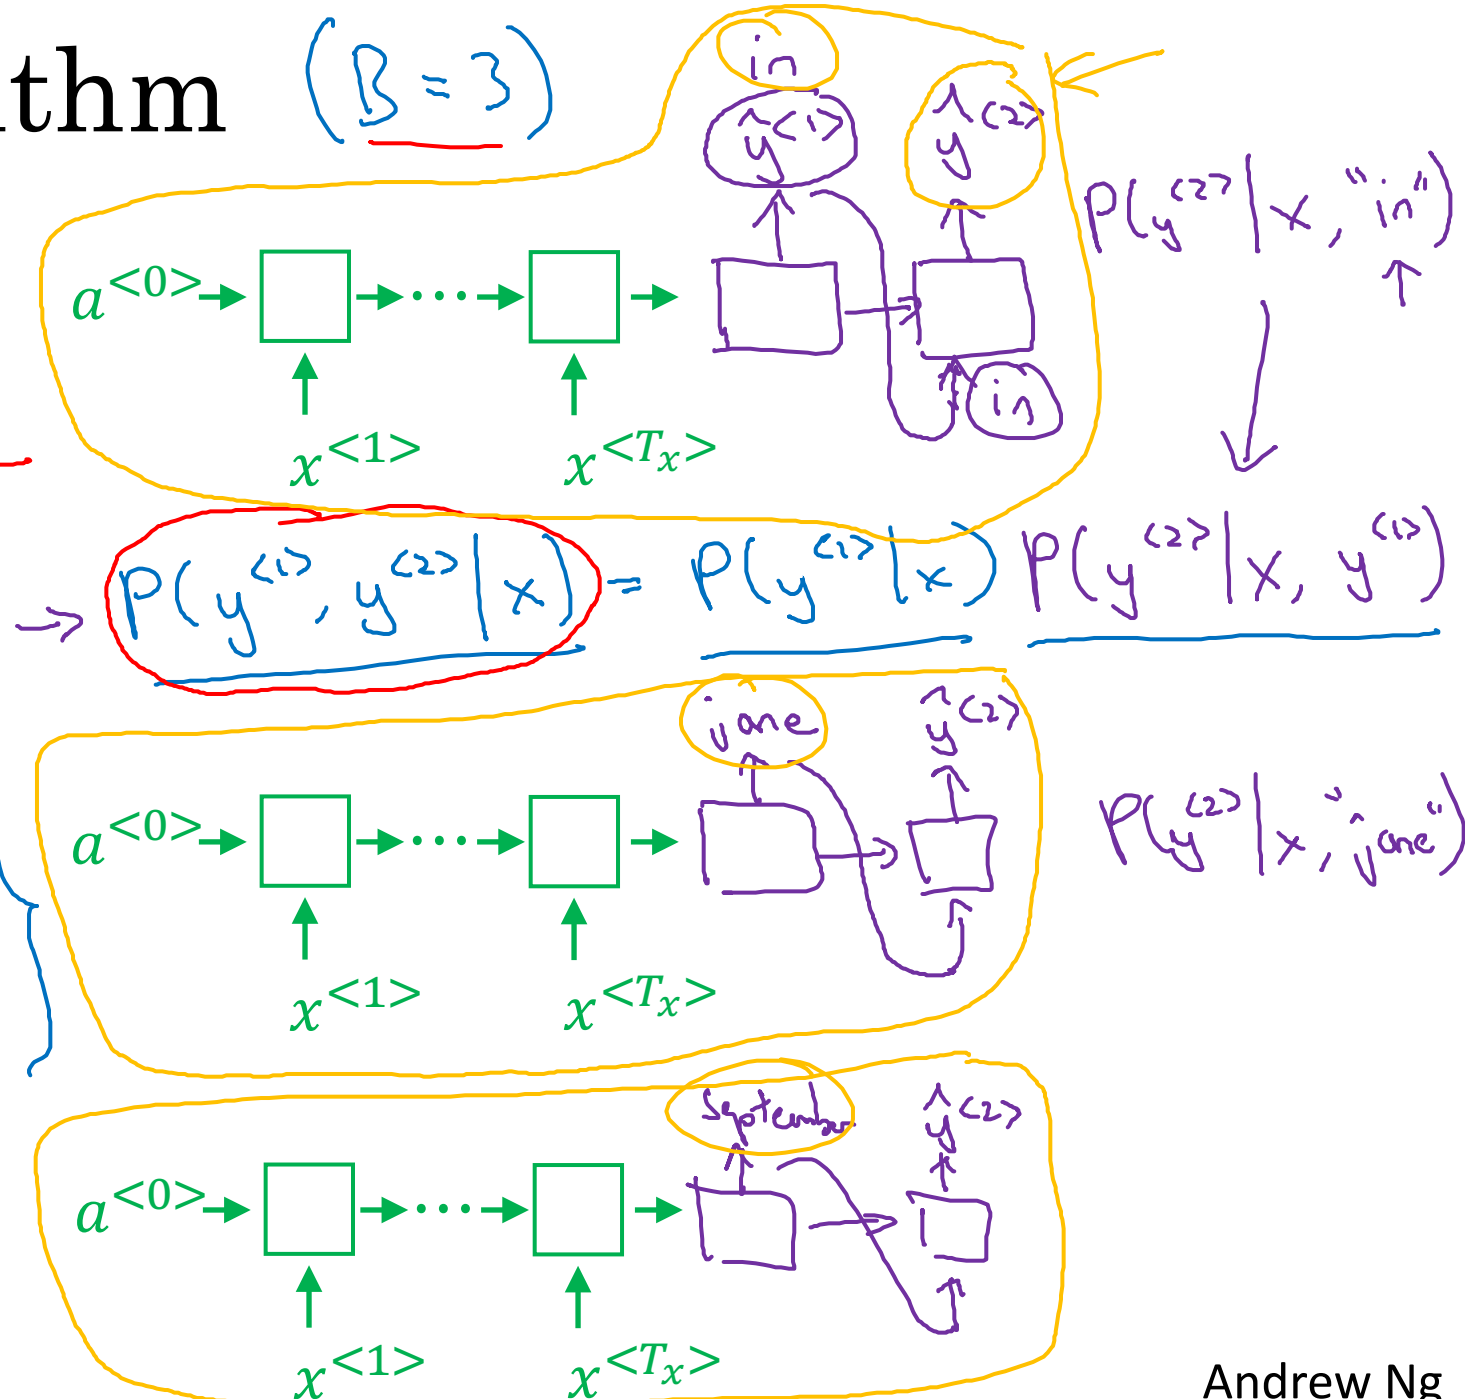 ithm (B = 3)
in
ŷ<1> ŷ<2>
P(y<2> | x, "in")
a<0> ...
in
x<1> x<Tx>
P(y<1>, y<2> | x) = P(y<1> | x) P(y<2> | x, y<1>)
jane ŷ<2>
a<0> ... P(y<2> | x, "jane")
x<1> x<Tx>
September ŷ<2>
a<0> ...
x<1> x<Tx>
Andrew Ng